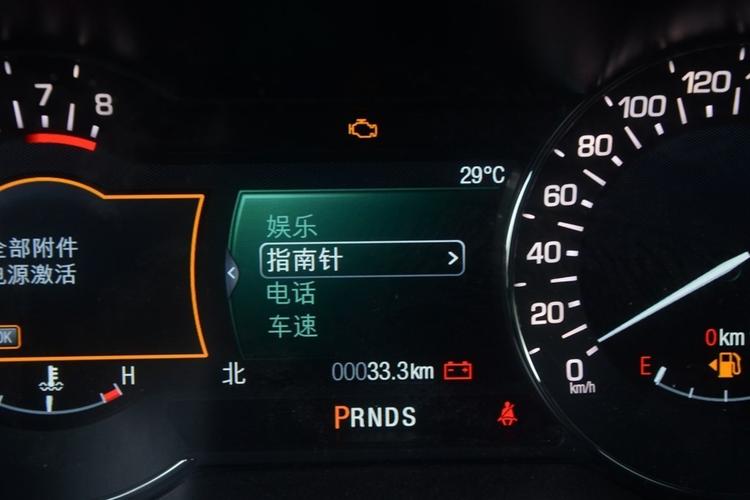 7
8
29°C
全部附件
电源激活
OK
娱乐
指南针
电话
车速
H
北
00033.3km
PRNDS
120
100
80
60
40
20
0
km/h
0km
E